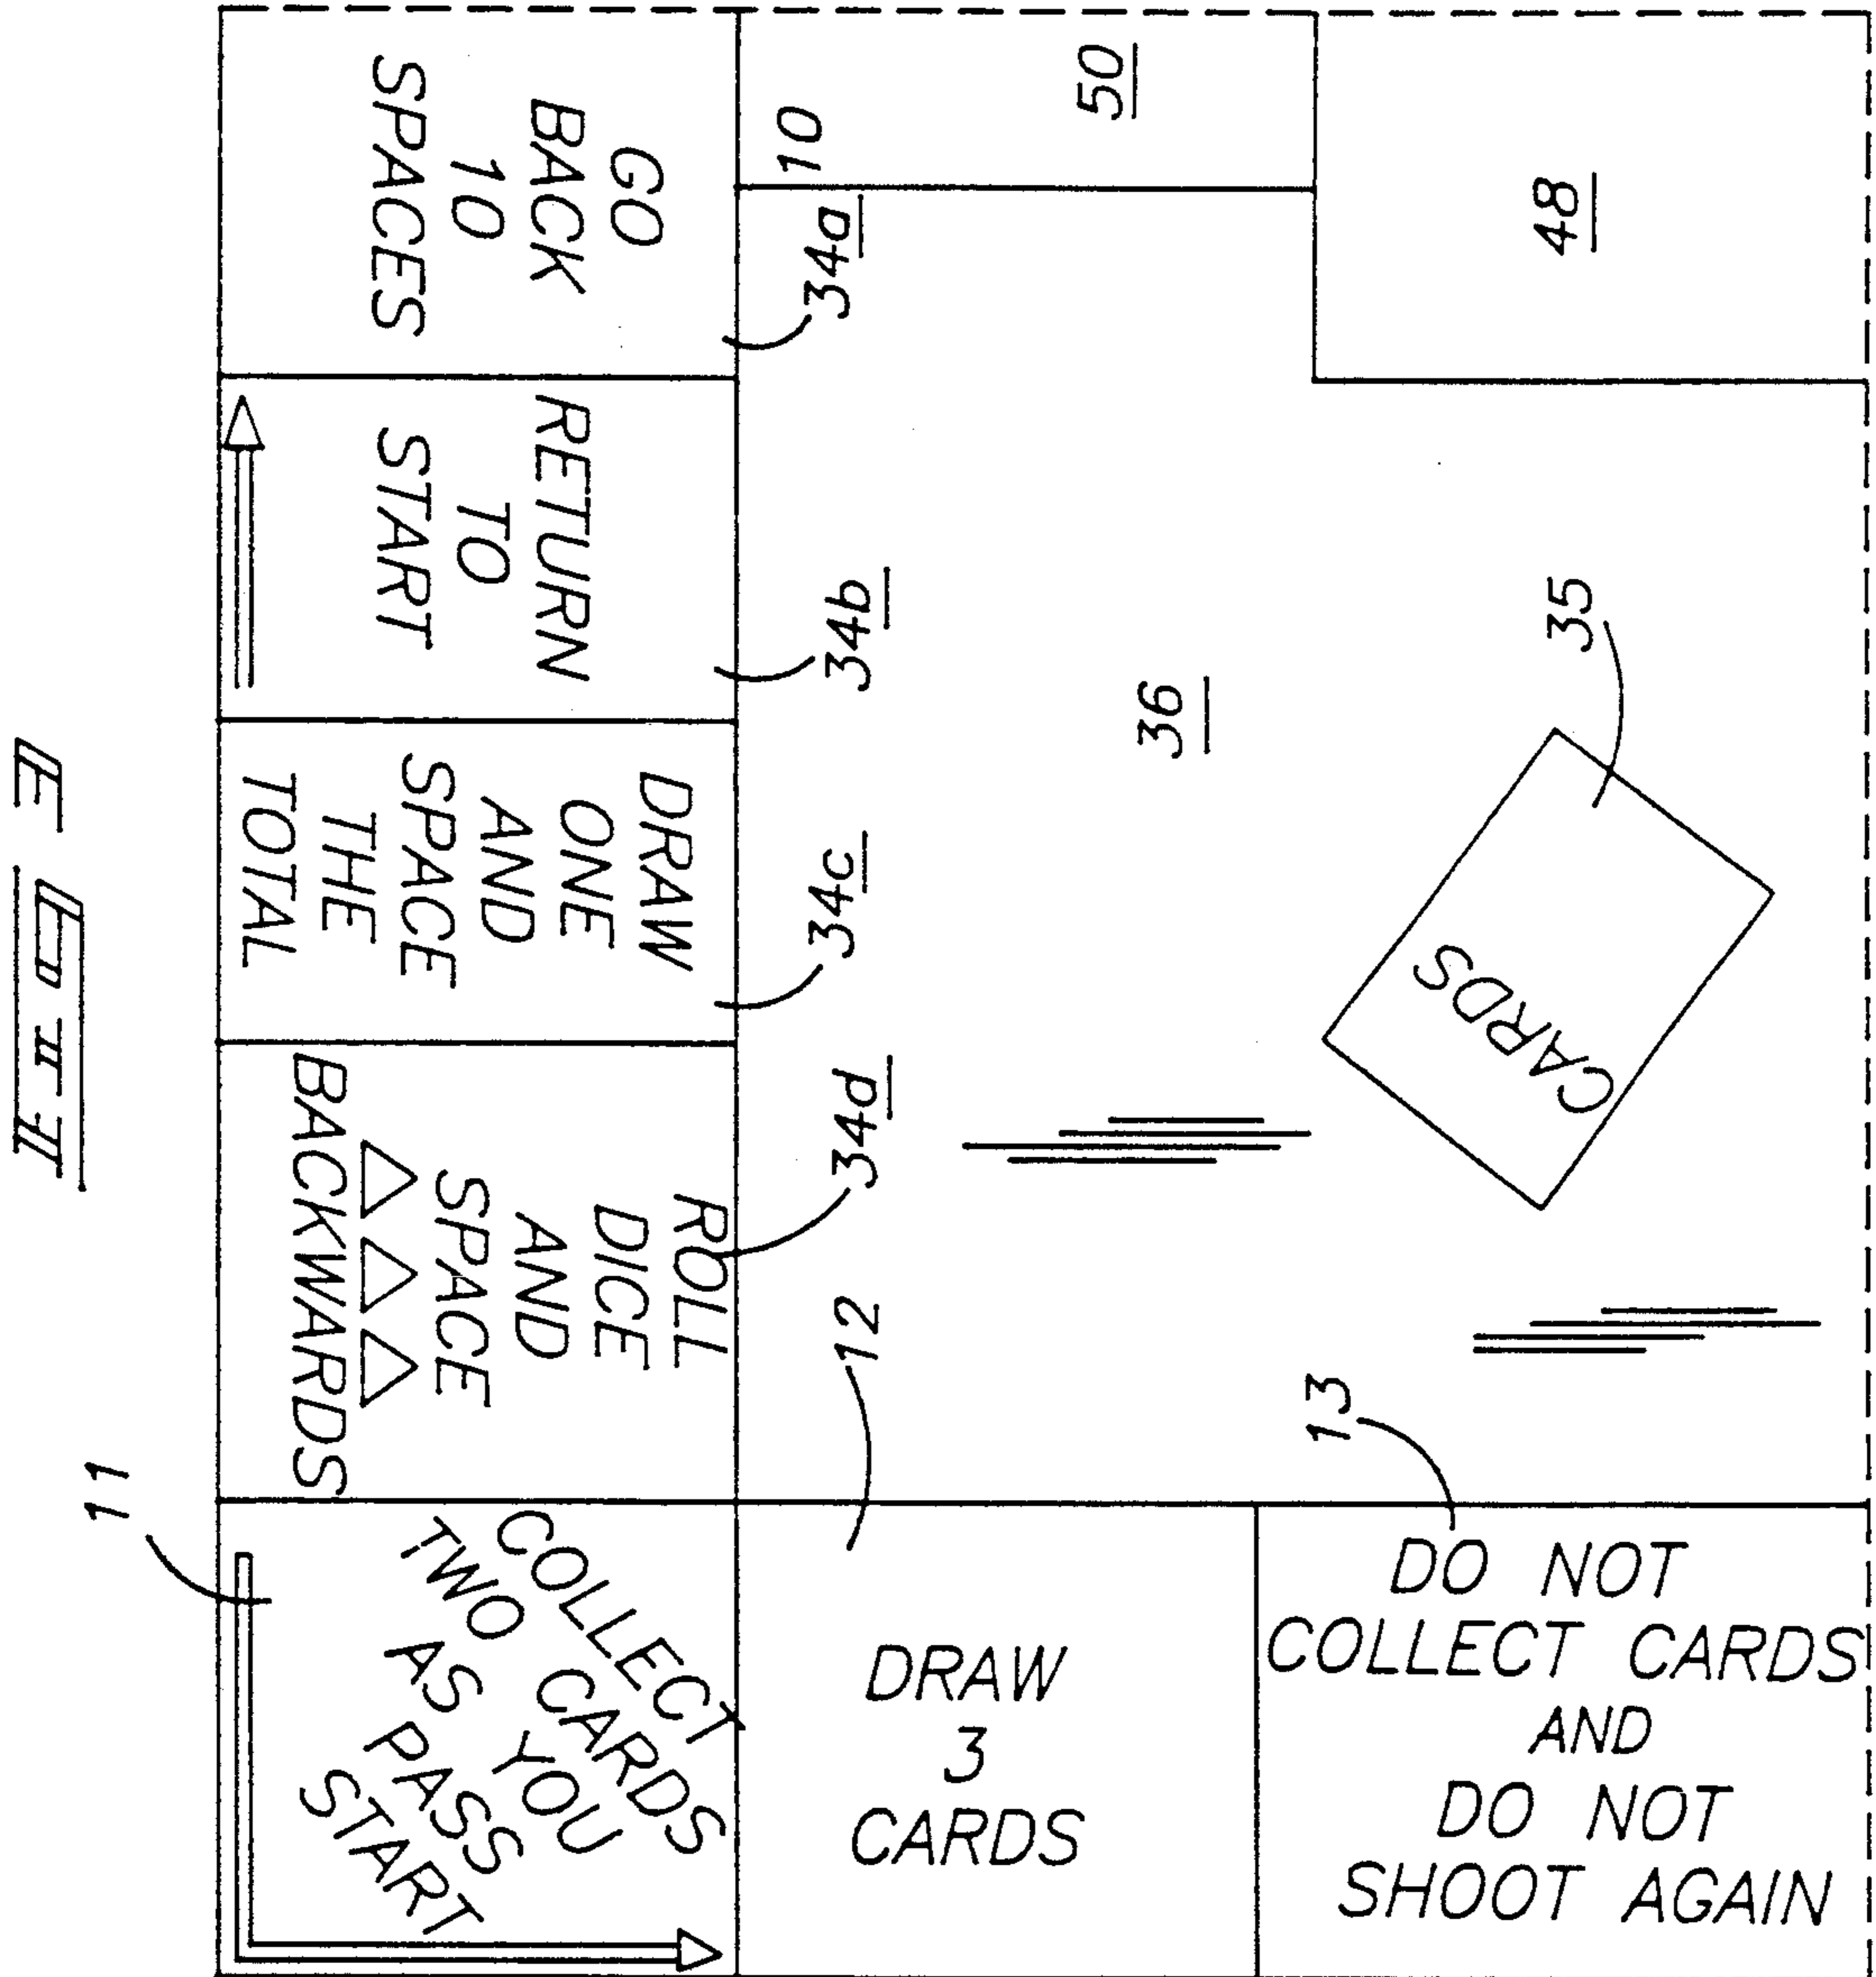 GO
BACK
10
SPACES
10
50
48
34a
RETURN
TO
START
34b
36
35
CARDS
DRAW
ONE
AND
SPACE
THE
TOTAL
34c
ROLL
DICE
AND
SPACE
BACKWARDS
34d
12
13
11
COLLECT
TWO CARDS
AS YOU
PASS
START
DRAW
3
CARDS
DO NOT
COLLECT CARDS
AND
DO NOT
SHOOT AGAIN